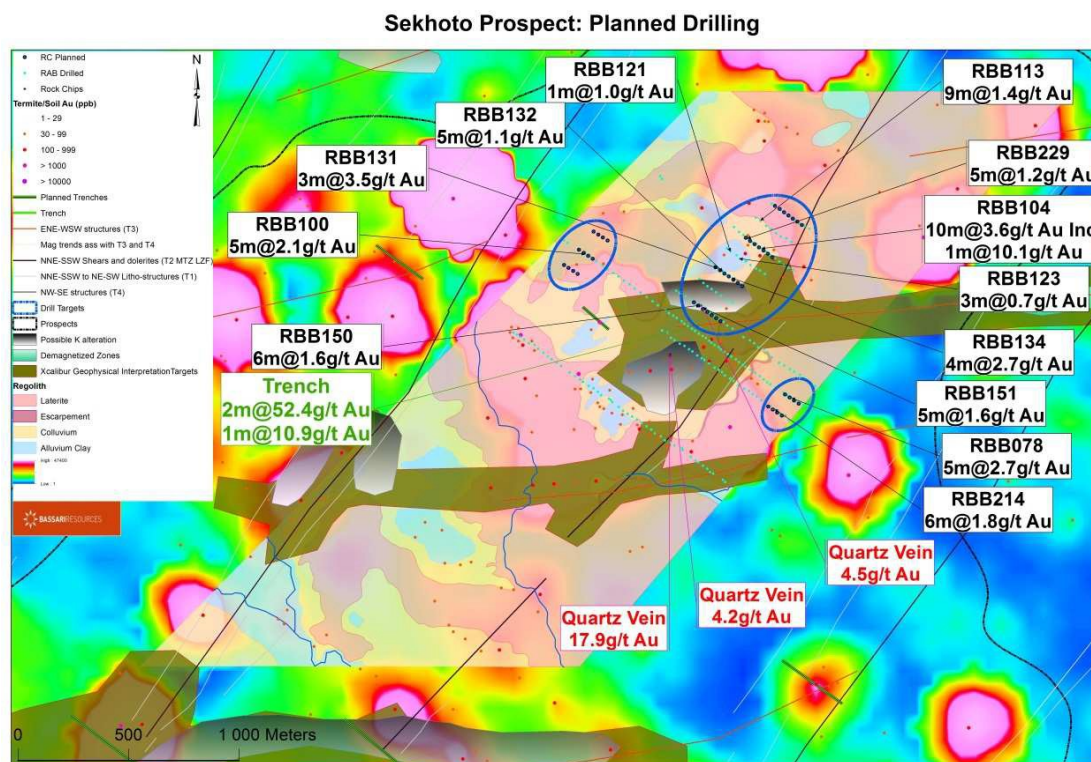 Sekhoto Prospect: Planned Drilling
RC Planned
RAB Drilled
Rock Chips
Termite/Soil Au (ppb)
1 - 29
30 - 99
100 - 999
> 1000
> 10000
Planned Trenches
Trench
ENE-WSW structures (T3)
Mag trends ass with T3 and T4
NNE-SSW Shears and dolerites (T2 MTZ LZF)
NNE-SSW to NE-SW Litho-structures (T1)
NW-SE structures (T4)
Drill Targets
Prospects
Possible K alteration
Demagnetized Zones
Xcalibur Geophysical InterpretationTargets
Regolith
Laterite
Escarpment
Colluvium
Alluvium Clay
Low : 1
BASSARI RESOURCES
N
RBB121
1m@1.0g/t Au
RBB132
5m@1.1g/t Au
RBB131
3m@3.5g/t Au
RBB100
5m@2.1g/t Au
RBB150
6m@1.6g/t Au
Trench
2m@52.4g/t Au
1m@10.9g/t Au
RBB113
9m@1.4g/t Au
RBB229
5m@1.2g/t Au
RBB104
10m@3.6g/t Au Inc
1m@10.1g/t Au
RBB123
3m@0.7g/t Au
RBB134
4m@2.7g/t Au
RBB151
5m@1.6g/t Au
RBB078
5m@2.7g/t Au
RBB214
6m@1.8g/t Au
Quartz Vein
4.5g/t Au
Quartz Vein
4.2g/t Au
Quartz Vein
17.9g/t Au
0 500 1 000 Meters